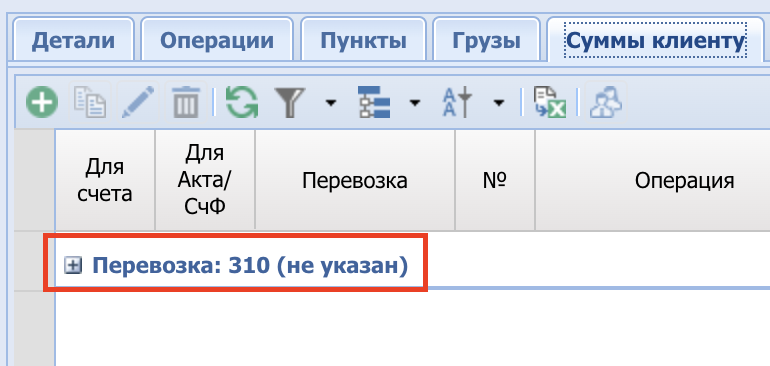 Детали Операции Пункты Грузы Суммы клиенту
Для счета
Для Акта/ СчФ
Перевозка
№
Операция
Перевозка: 310 (не указан)